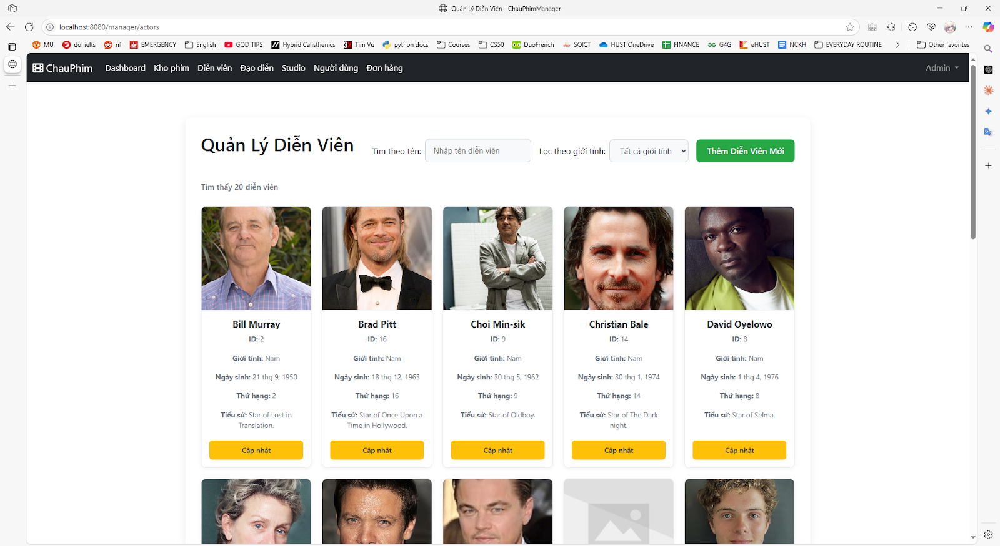 Quản Lý Diễn Viên - ChauPhimManager
localhost:8080/manager/actors
MU dol ielts nf EMERGENCY English GOD TIPS Hybrid Calisthenics Tim Vu python docs Courses CS50 DuoFrench SOICT HUST OneDrive FINANCE G4G eHUST NCKH EVERYDAY ROUTINE Other favorites
ChauPhim Dashboard Kho phim Diễn viên Đạo diễn Studio Người dùng Đơn hàng Admin
Quản Lý Diễn Viên Tìm theo tên: Nhập tên diễn viên Lọc theo giới tính: Tất cả giới tính Thêm Diễn Viên Mới
Tìm thấy 20 diễn viên
Bill Murray
ID: 2
Giới tính: Nam
Ngày sinh: 21 thg 9, 1950
Thứ hạng: 2
Tiểu sử: Star of Lost in
Translation.
Cập nhật
Brad Pitt
ID: 16
Giới tính: Nam
Ngày sinh: 18 thg 12, 1963
Thứ hạng: 16
Tiểu sử: Star of Once Upon a
Time in Hollywood.
Cập nhật
Choi Min-sik
ID: 9
Giới tính: Nam
Ngày sinh: 30 thg 5, 1962
Thứ hạng: 9
Tiểu sử: Star of Oldboy.
Cập nhật
Christian Bale
ID: 14
Giới tính: Nam
Ngày sinh: 30 thg 1, 1974
Thứ hạng: 14
Tiểu sử: Star of The Dark
night.
Cập nhật
David Oyelowo
ID: 8
Giới tính: Nam
Ngày sinh: 1 thg 4, 1976
Thứ hạng: 8
Tiểu sử: Star of Selma.
Cập nhật